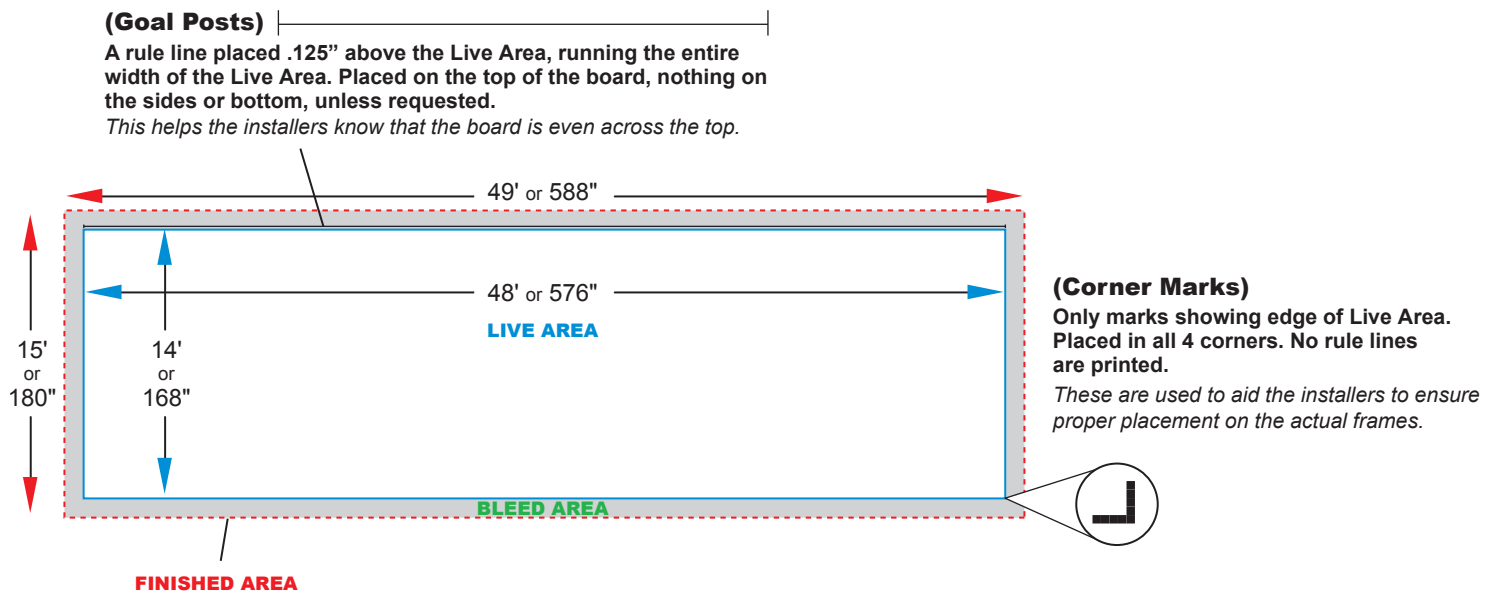 (Goal Posts)
A rule line placed .125” above the Live Area, running the entire
width of the Live Area. Placed on the top of the board, nothing on
the sides or bottom, unless requested.
This helps the installers know that the board is even across the top.
49' or 588"
48' or 576"
LIVE AREA
15'
or
180"
14'
or
168"
(Corner Marks)
Only marks showing edge of Live Area.
Placed in all 4 corners. No rule lines
are printed.
These are used to aid the installers to ensure
proper placement on the actual frames.
BLEED AREA
FINISHED AREA